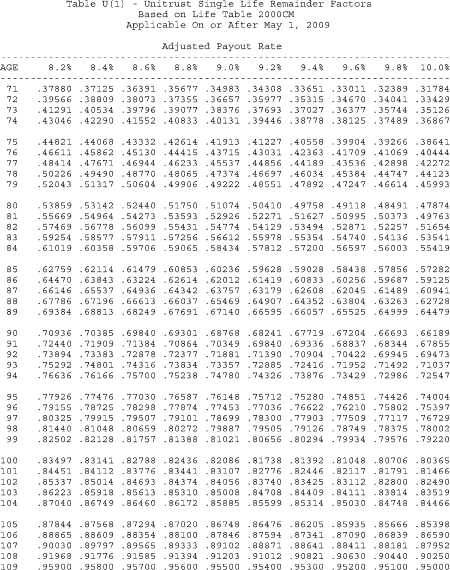 Table U(1) - Unitrust Single Life Remainder Factors
Based on Life Table 2000CM
Applicable On or After May 1, 2009
Adjusted Payout Rate
AGE 8.2% 8.4% 8.6% 8.8% 9.0% 9.2% 9.4% 9.6% 9.8% 10.0%
71 .37880 .37125 .36391 .35677 .34983 .34308 .33651 .33011 .32389 .31784
72 .39566 .38809 .38073 .37355 .36657 .35977 .35315 .34670 .34041 .33429
73 .41291 .40534 .39796 .39077 .38376 .37693 .37027 .36377 .35744 .35126
74 .43046 .42290 .41552 .40833 .40131 .39446 .38778 .38125 .37489 .36867
75 .44821 .44068 .43332 .42614 .41913 .41227 .40558 .39904 .39266 .38641
76 .46611 .45862 .45130 .44415 .43715 .43031 .42363 .41709 .41069 .40444
77 .48414 .47671 .46944 .46233 .45537 .44856 .44189 .43536 .42898 .42272
78 .50226 .49490 .48770 .48065 .47374 .46697 .46034 .45384 .44747 .44123
79 .52043 .51317 .50604 .49906 .49222 .48551 .47892 .47247 .46614 .45993
80 .53859 .53142 .52440 .51750 .51074 .50410 .49758 .49118 .48491 .47874
81 .55669 .54964 .54273 .53593 .52926 .52271 .51627 .50995 .50373 .49763
82 .57469 .56778 .56099 .55431 .54774 .54129 .53494 .52871 .52257 .51654
83 .59254 .58577 .57911 .57256 .56612 .55978 .55354 .54740 .54136 .53541
84 .61019 .60358 .59706 .59065 .58434 .57812 .57200 .56597 .56003 .55419
85 .62759 .62114 .61479 .60853 .60236 .59628 .59028 .58438 .57856 .57282
86 .64470 .63843 .63224 .62614 .62012 .61419 .60833 .60256 .59687 .59125
87 .66146 .65537 .64936 .64342 .63757 .63179 .62608 .62045 .61489 .60941
88 .67786 .67196 .66613 .66037 .65469 .64907 .64352 .63804 .63263 .62728
89 .69384 .68813 .68249 .67691 .67140 .66595 .66057 .65525 .64999 .64479
90 .70936 .70385 .69840 .69301 .68768 .68241 .67719 .67204 .66693 .66189
91 .72440 .71909 .71384 .70864 .70349 .69840 .69336 .68837 .68344 .67855
92 .73894 .73383 .72878 .72377 .71881 .71390 .70904 .70422 .69945 .69473
93 .75292 .74801 .74316 .73834 .73357 .72885 .72416 .71952 .71492 .71037
94 .76636 .76166 .75700 .75238 .74780 .74326 .73876 .73429 .72986 .72547
95 .77926 .77476 .77030 .76587 .76148 .75712 .75280 .74851 .74426 .74004
96 .79155 .78725 .78298 .77874 .77453 .77036 .76622 .76210 .75802 .75397
97 .80325 .79915 .79507 .79101 .78699 .78300 .77903 .77509 .77117 .76729
98 .81440 .81048 .80659 .80272 .79887 .79505 .79126 .78749 .78375 .78002
99 .82502 .82128 .81757 .81388 .81021 .80656 .80294 .79934 .79576 .79220
100 .83497 .83141 .82788 .82436 .82086 .81738 .81392 .81048 .80706 .80365
101 .84451 .84112 .83776 .83441 .83107 .82776 .82446 .82117 .81791 .81466
102 .85337 .85014 .84693 .84374 .84056 .83740 .83425 .83112 .82800 .82490
103 .86223 .85918 .85613 .85310 .85008 .84708 .84409 .84111 .83814 .83519
104 .87040 .86749 .86460 .86172 .85885 .85599 .85314 .85030 .84748 .84466
105 .87844 .87568 .87294 .87020 .86748 .86476 .86205 .85935 .85666 .85398
106 .88865 .88609 .88354 .88100 .87846 .87594 .87341 .87090 .86839 .86590
107 .90030 .89797 .89565 .89333 .89102 .88871 .88641 .88411 .88181 .87952
108 .91968 .91776 .91585 .91394 .91203 .91012 .90821 .90630 .90440 .90250
109 .95900 .95800 .95700 .95600 .95500 .95400 .95300 .95200 .95100 .95000